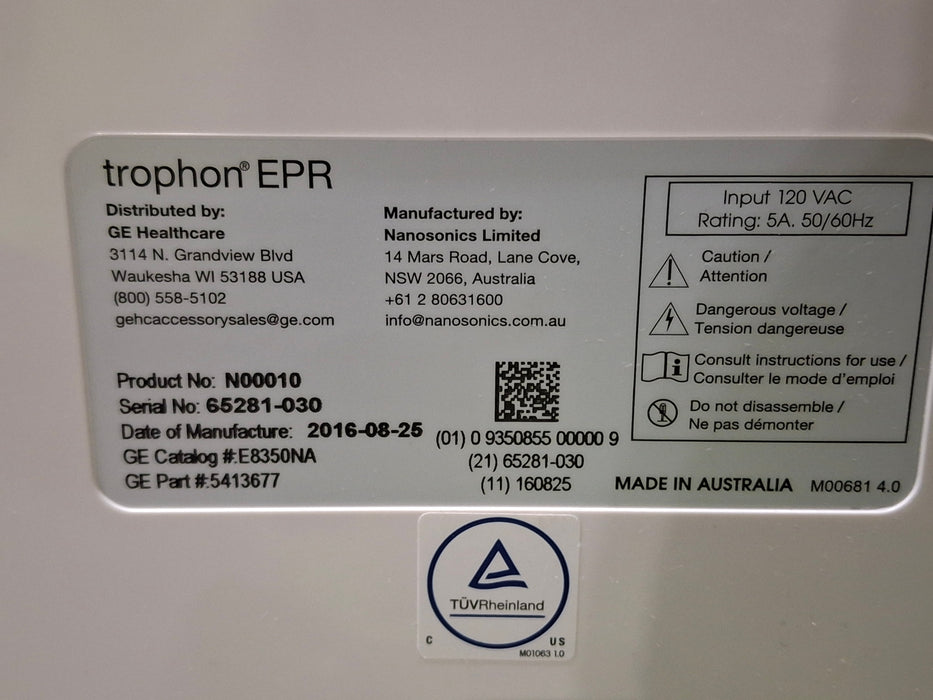 trophon® EPR
Distributed by:
GE Healthcare
3114 N. Grandview Blvd
Waukesha WI 53188 USA
(800) 558-5102
gehcaccessorysales@ge.com
Manufactured by:
Nanosonics Limited
14 Mars Road, Lane Cove,
NSW 2066, Australia
+61 2 80631600
info@nanosonics.com.au
Input 120 VAC
Rating: 5A. 50/60Hz
Caution /
Attention
Dangerous voltage /
Tension dangereuse
Consult instructions for use /
Consulter le mode d'emploi
Do not disassemble /
Ne pas démonter
Product No: N00010
Serial No: 65281-030
Date of Manufacture: 2016-08-25
GE Catalog #:E8350NA
GE Part #:5413677
(01) 0 9350855 00000 9
(21) 65281-030
(11) 160825
MADE IN AUSTRALIA M00681 4.0
TÜVRheinland
C US
M01063 1.0